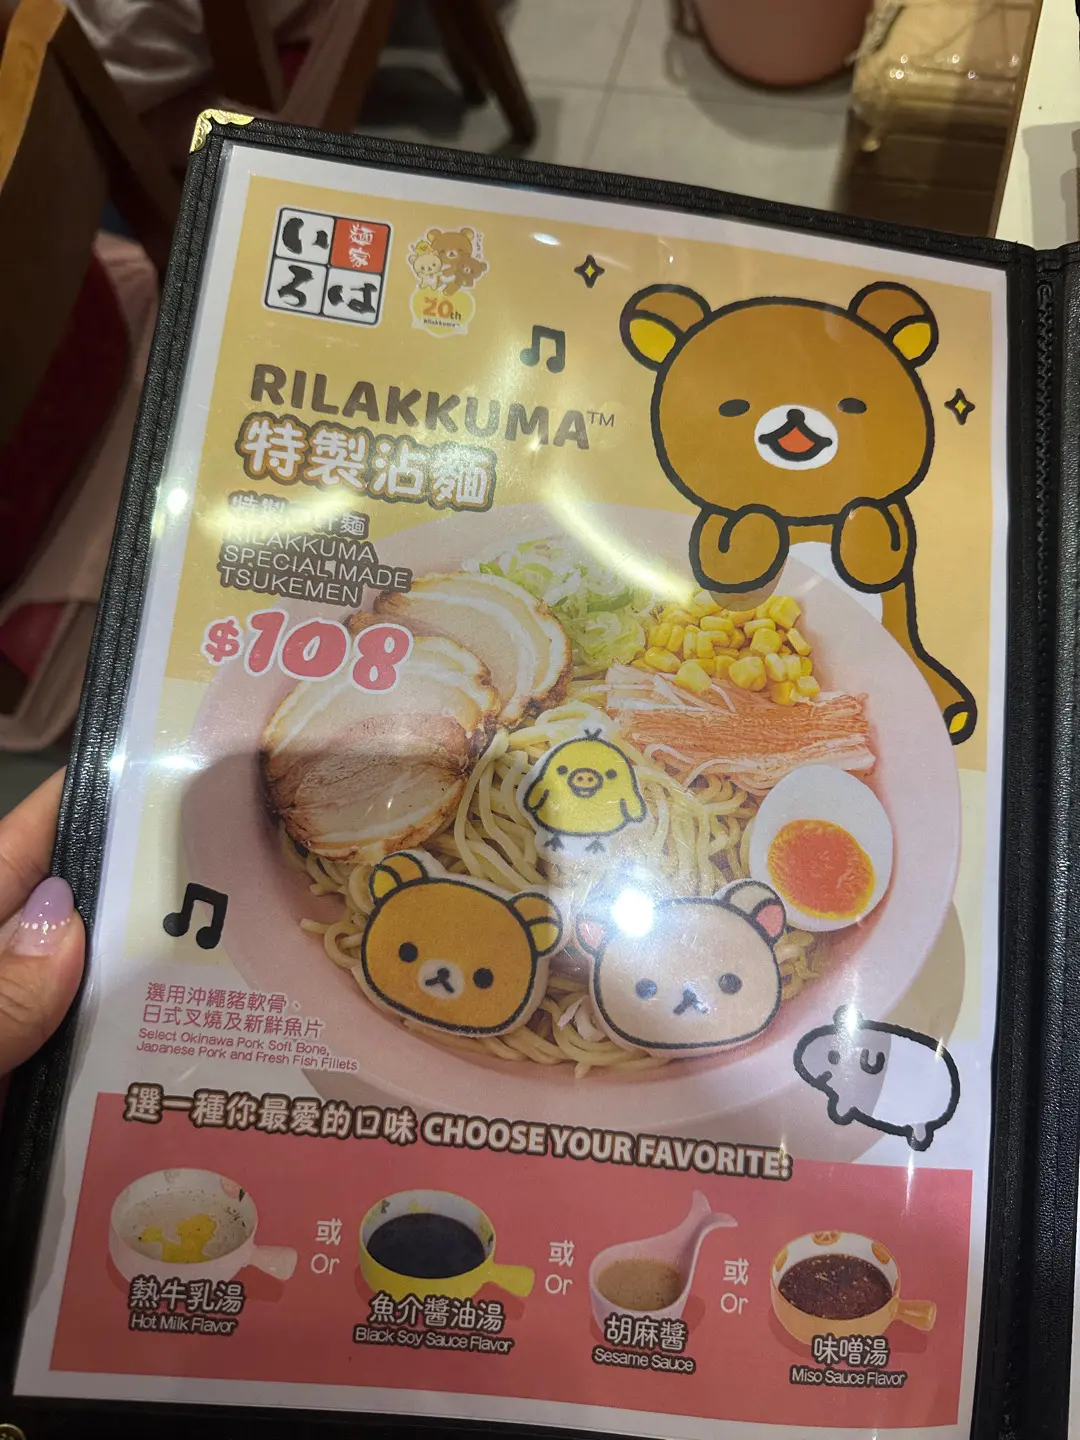 い 麺家
ろ は
20th
Rilakkuma™
RILAKKUMA™
特製沾麵
RILAKKUMA
SPECIAL MADE
TSUKEMEN
$108
選用沖繩豬軟骨、
日式叉燒及新鮮魚片
Select Okinawa Pork Soft Bone,
Japanese Pork and Fresh Fish Fillets
選一種你最愛的口味 CHOOSE YOUR FAVORITE:
熱牛乳湯
Hot Milk Flavor
或
Or
魚介醬油湯
Black Soy Sauce Flavor
或
Or
胡麻醬
Sesame Sauce
或
Or
味噌湯
Miso Sauce Flavor